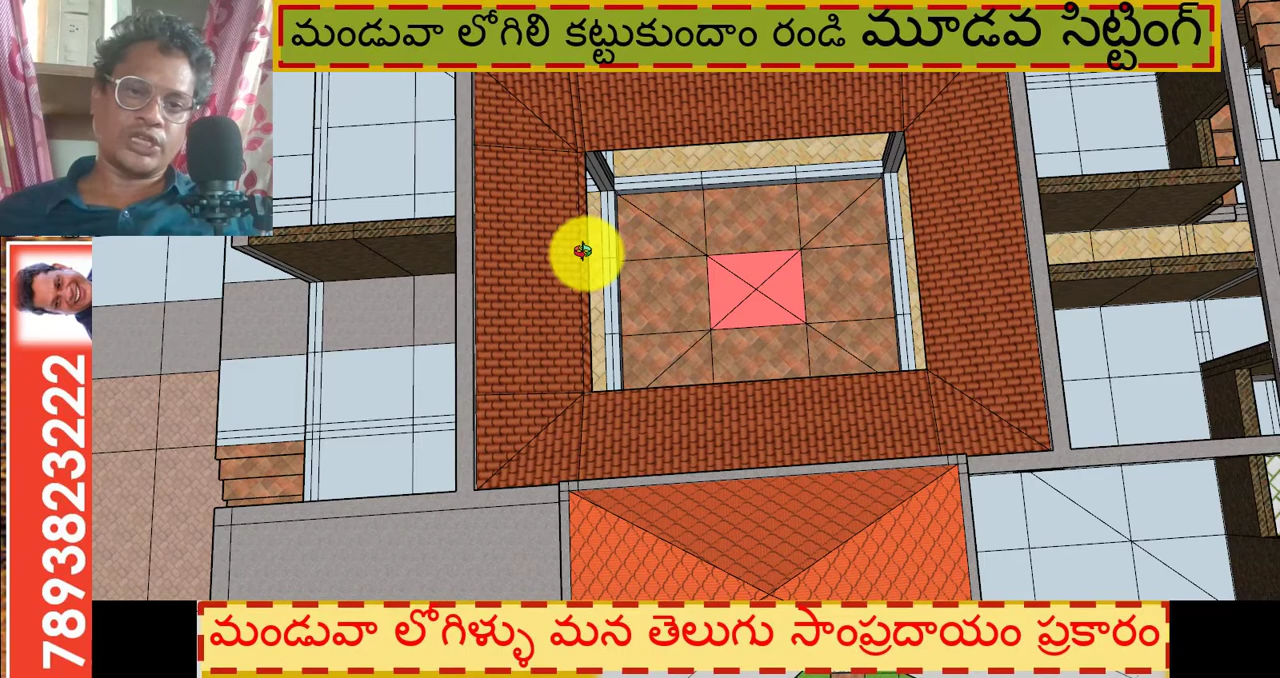 మండువా లోగిలి కట్టుకుందాం రండి మూడవ సిట్టింగ్
7893823222
మండువా లోగిళ్ళు మన తెలుగు సాంప్రదాయం ప్రకారం